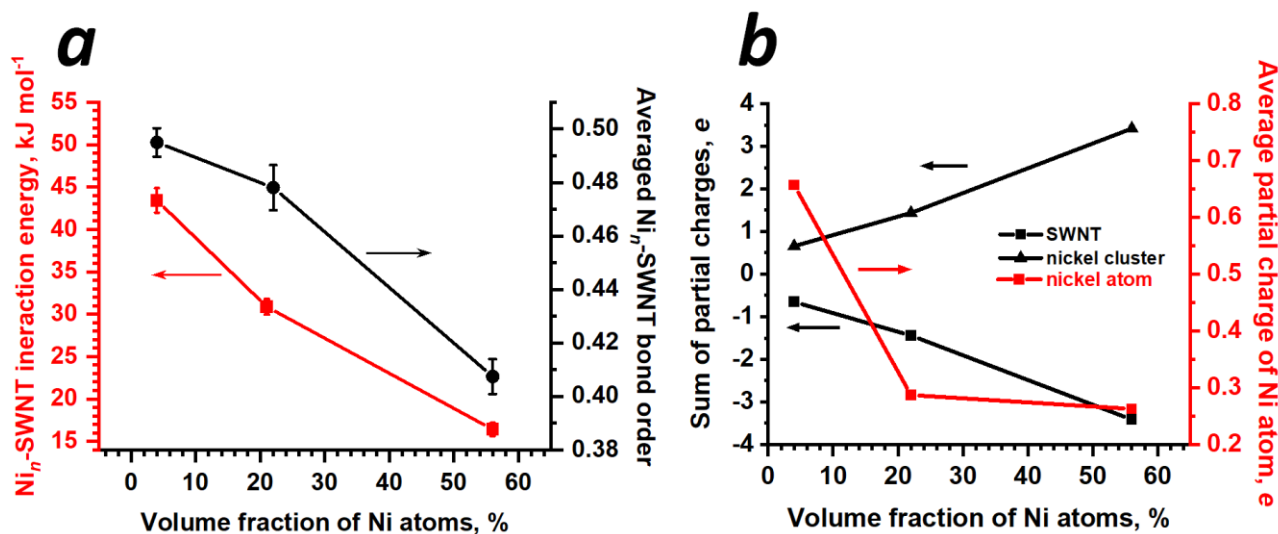 a
Ni_n-SWNT ineraction energy, kJ mol⁻¹
55
50
45
40
35
30
25
20
15
0.50
0.48
0.46
0.44
0.42
0.40
0.38
Averaged Ni_n-SWNT bond order
0 10 20 30 40 50 60
Volume fraction of Ni atoms, %
b
Sum of partial charges, e
4
3
2
1
0
-1
-2
-3
-4
SWNT
nickel cluster
nickel atom
0.8
0.7
0.6
0.5
0.4
0.3
0.2
Average partial charge of Ni atom, e
0 10 20 30 40 50 60
Volume fraction of Ni atoms, %